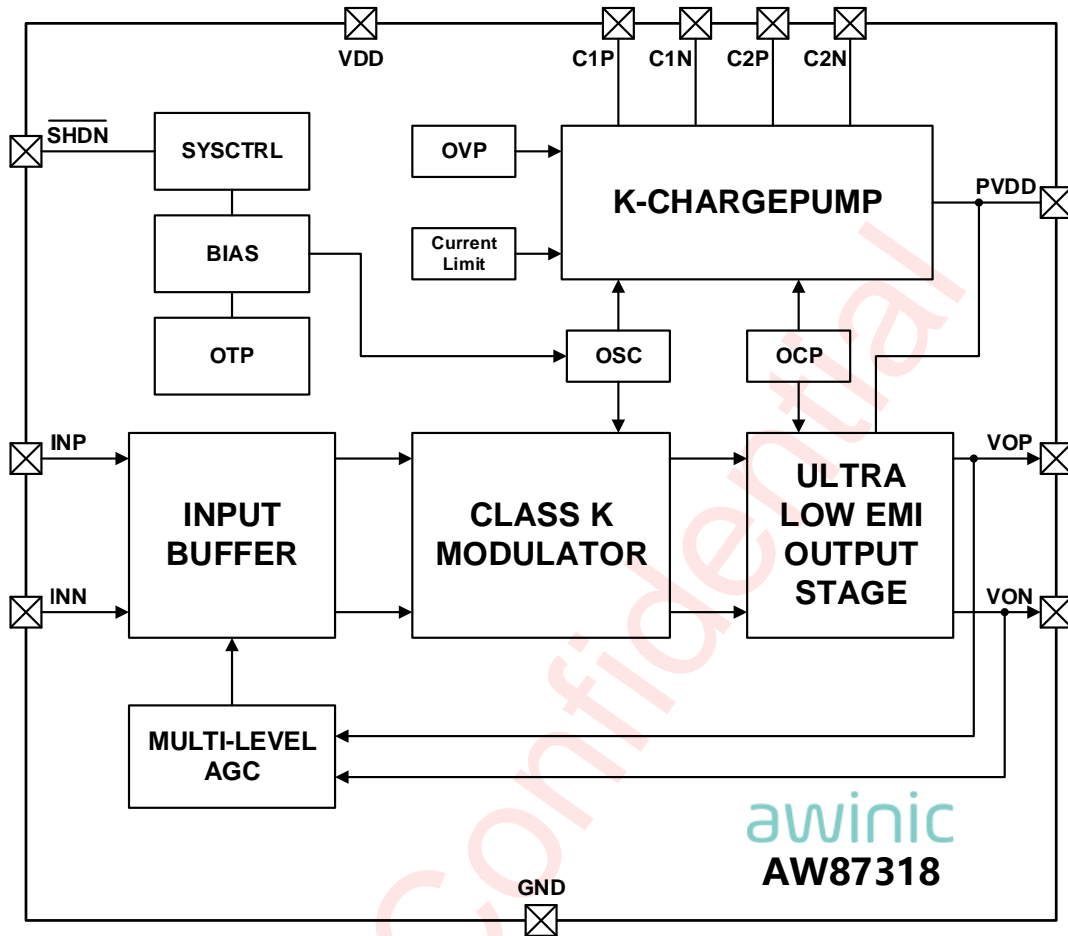 VDD
C1P
C1N
C2P
C2N
SHDN
SYSCTRL
OVP
K-CHARGEPUMP
PVDD
BIAS
Current
Limit
OTP
OSC
OCP
INP
INPUT
BUFFER
INN
CLASS K
MODULATOR
ULTRA
LOW EMI
OUTPUT
STAGE
VOP
VON
MULTI-LEVEL
AGC
awinic
AW87318
GND
Confidential